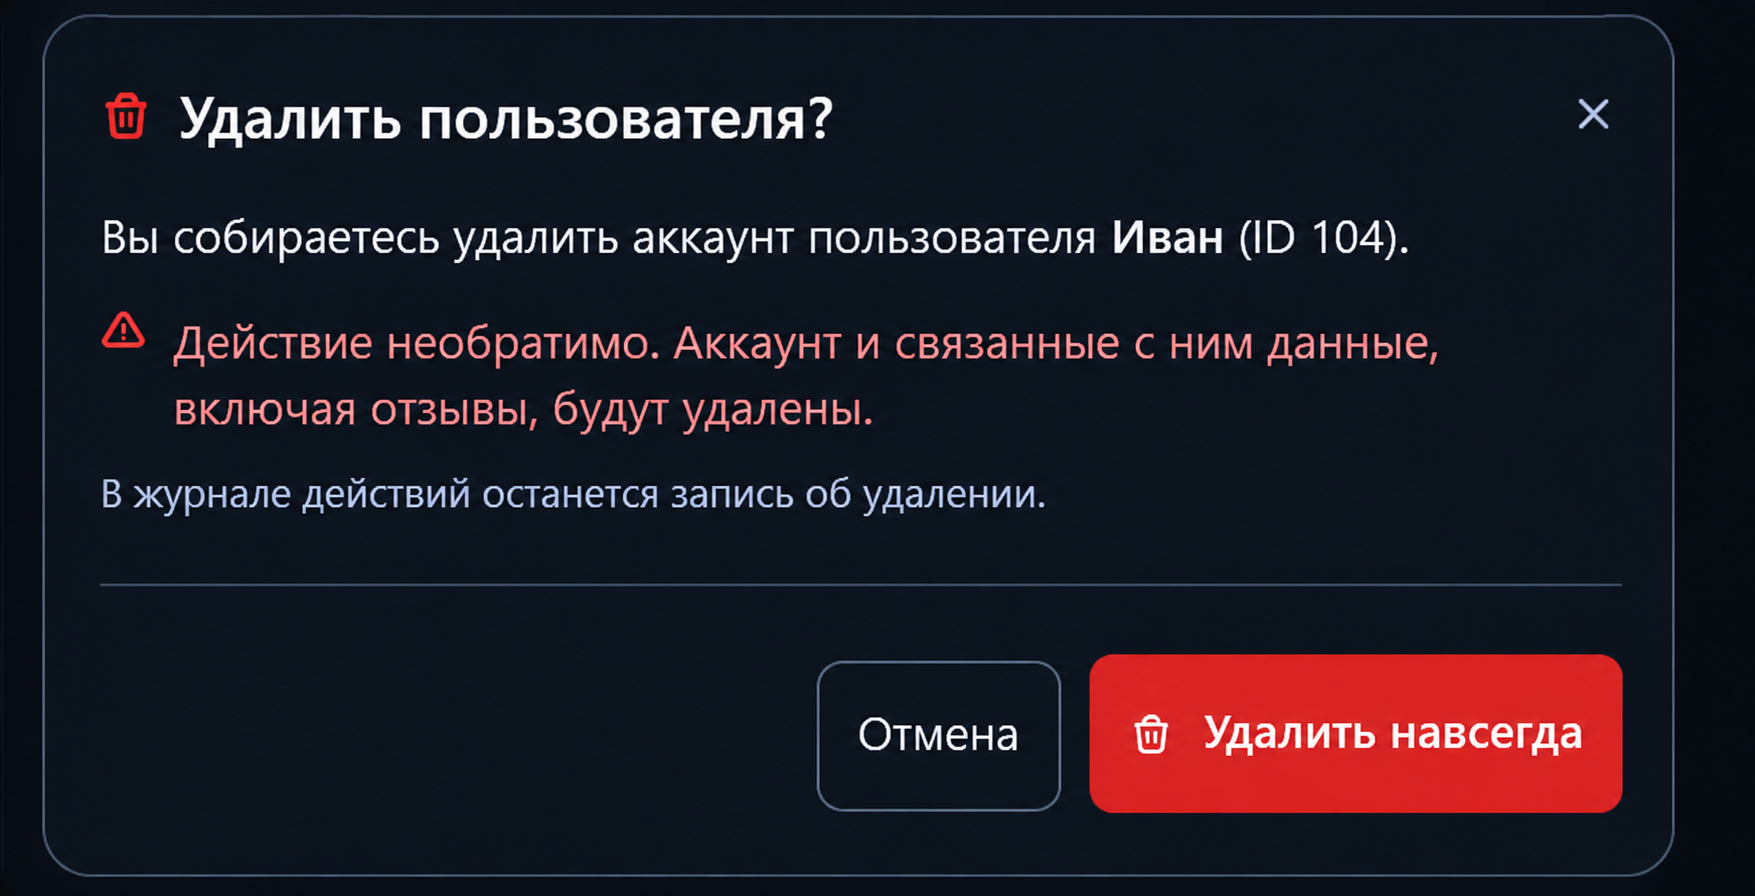 Удалить пользователя?
Вы собираетесь удалить аккаунт пользователя Иван (ID 104).
Действие необратимо. Аккаунт и связанные с ним данные,
включая отзывы, будут удалены.
В журнале действий останется запись об удалении.
Отмена
Удалить навсегда